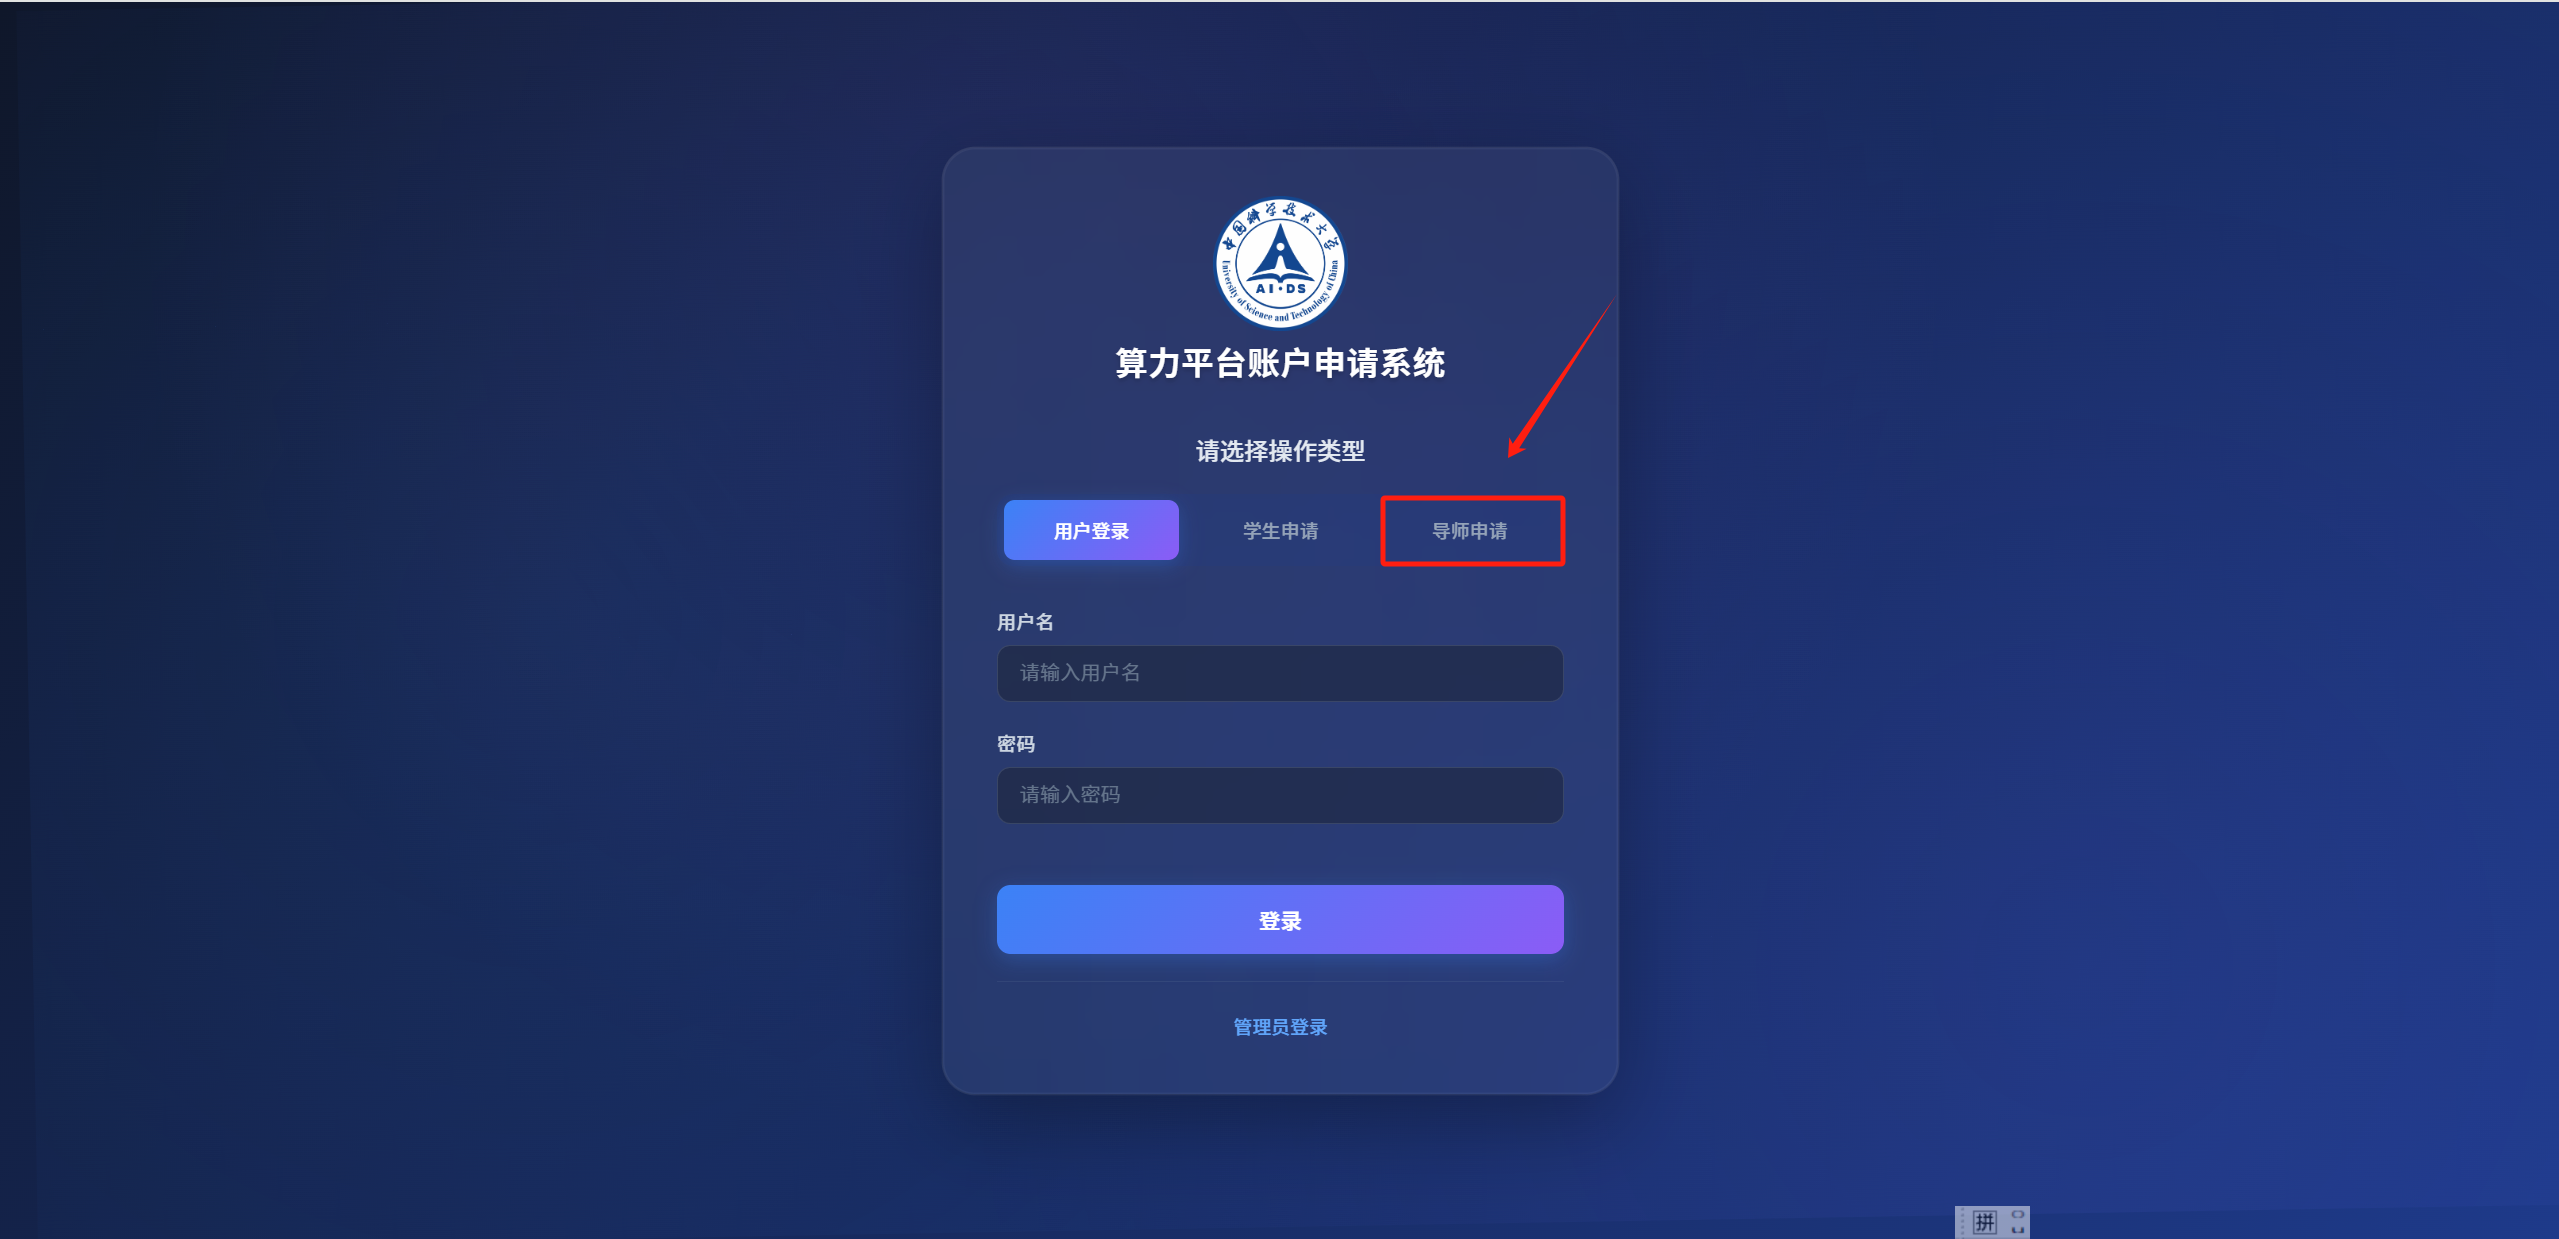 中国科学技术大学
University of Science and Technology of China
AI·DS
算力平台账户申请系统
请选择操作类型
用户登录 学生申请 导师申请
用户名
请输入用户名
密码
请输入密码
登录
管理员登录
拼